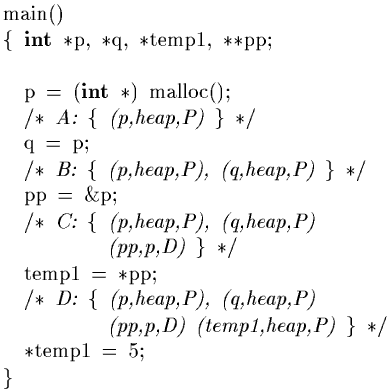 main()
{ int *p, *q, *temp1, **pp;
p = (int *) malloc();
/* A: { (p,heap,P) } */
q = p;
/* B: { (p,heap,P), (q,heap,P) } */
pp = &p;
/* C: { (p,heap,P), (q,heap,P)
(pp,p,D) } */
temp1 = *pp;
/* D: { (p,heap,P), (q,heap,P)
(pp,p,D) (temp1,heap,P) } */
*temp1 = 5;
}